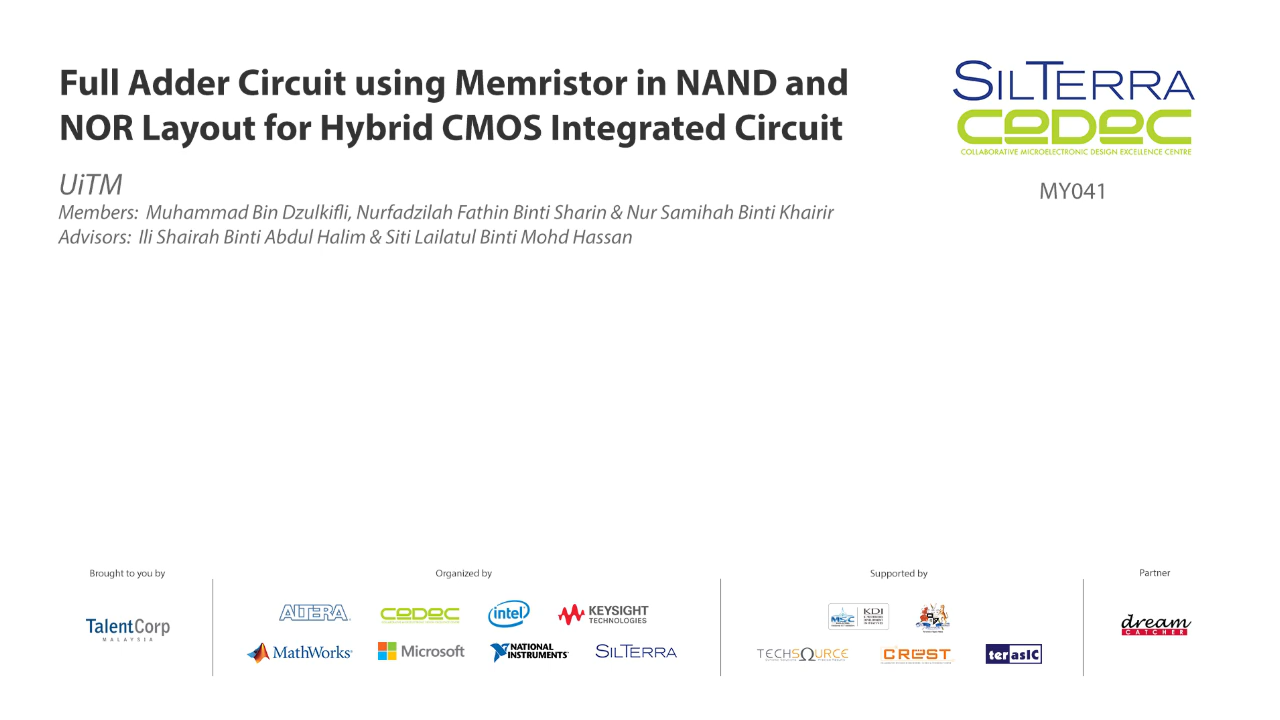 Full Adder Circuit using Memristor in NAND and
NOR Layout for Hybrid CMOS Integrated Circuit
UiTM
Members: Muhammad Bin Dzulkifli, Nurfadzilah Fathin Binti Sharin & Nur Samihah Binti Khairir
Advisors: Ili Shairah Binti Abdul Halim & Siti Lailatul Binti Mohd Hassan
SILTERRA
CEDEC
COLLABORATIVE MICROELECTRONIC DESIGN EXCELLENCE CENTRE
MY041
Brought to you by
TalentCorp
MALAYSIA
Organized by
ALTERA
CEDEC
intel
KEYSIGHT
TECHNOLOGIES
MathWorks
Microsoft
NATIONAL
INSTRUMENTS
SILTERRA
Supported by
MSC
KDI
TECHSOURCE
CREST
terasIC
Partner
dream
CATCHER